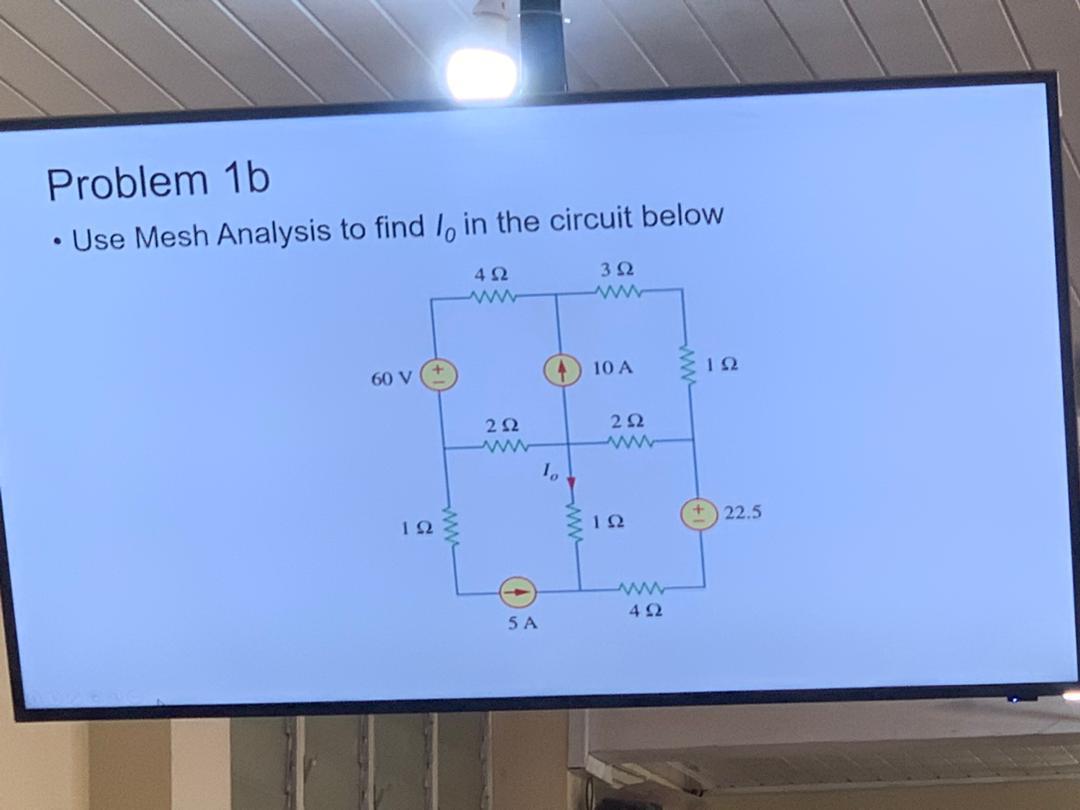 Problem 1b
• Use Mesh Analysis to find Io in the circuit below
4 Ω
3 Ω
60 V
+
−
10 A
1 Ω
2 Ω
2 Ω
Io
1 Ω
1 Ω
+
−
22.5
5 A
4 Ω